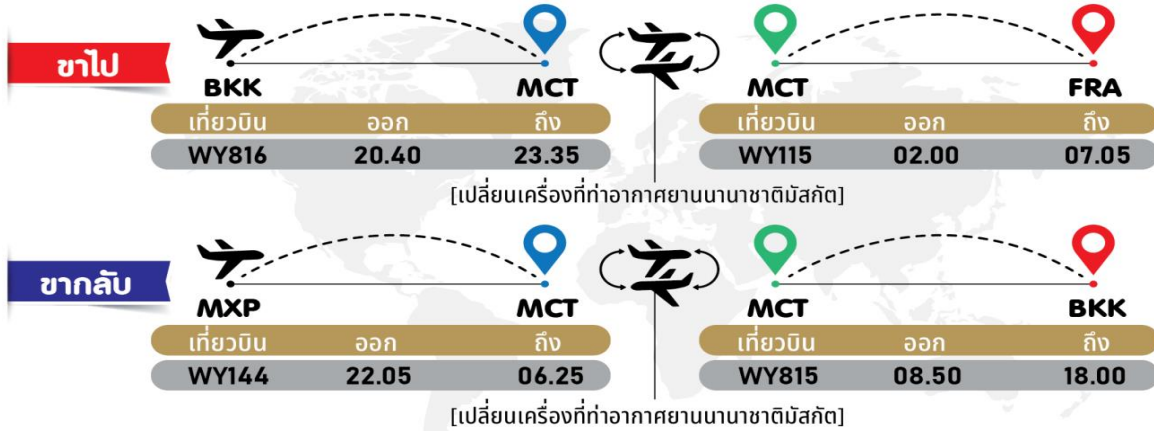 ขาไป
BKK MCT MCT FRA
เที่ยวบิน ออก ถึง เที่ยวบิน ออก ถึง
WY816 20.40 23.35 WY115 02.00 07.05
[เปลี่ยนเครื่องที่ท่าอากาศยานนานาชาติมัสกัต]
ขากลับ
MXP MCT MCT BKK
เที่ยวบิน ออก ถึง เที่ยวบิน ออก ถึง
WY144 22.05 06.25 WY815 08.50 18.00
[เปลี่ยนเครื่องที่ท่าอากาศยานนานาชาติมัสกัต]